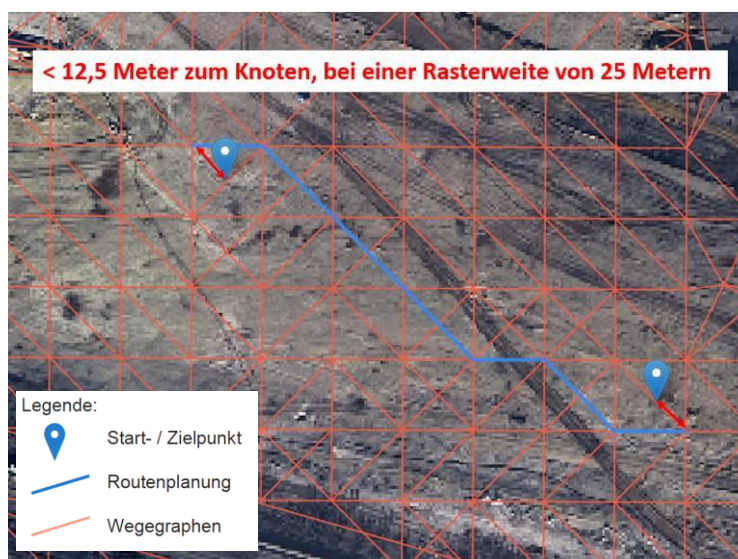 < 12,5 Meter zum Knoten, bei einer Rasterweite von 25 Metern
Legende:
Start- / Zielpunkt
Routenplanung
Wegegraphen